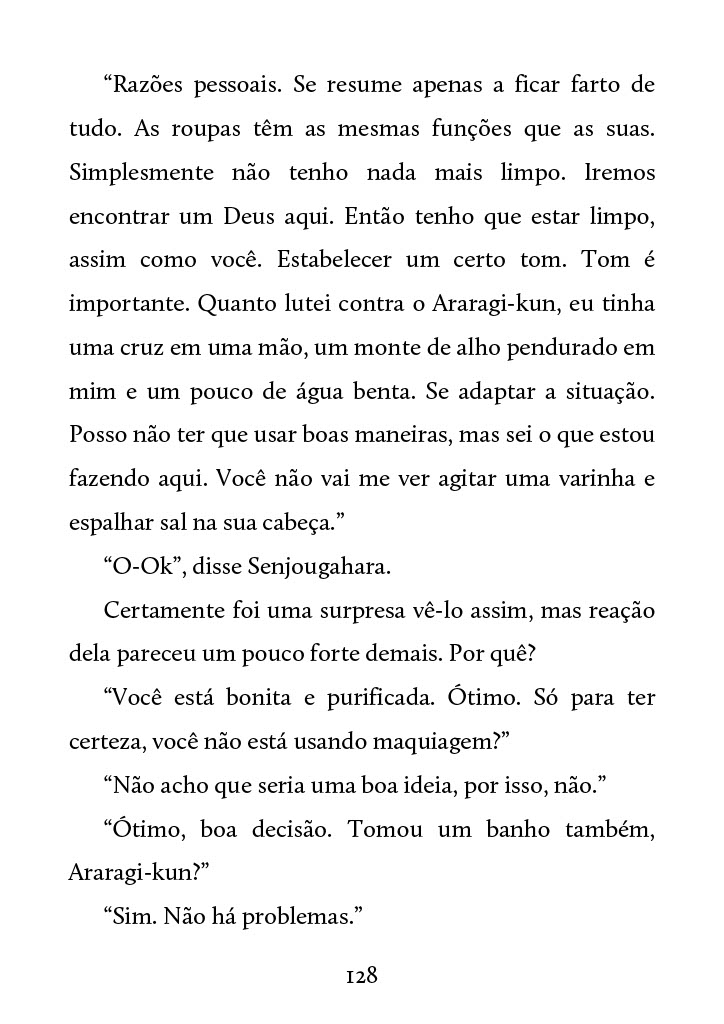 “Razões pessoais. Se resume apenas a ficar farto de
tudo. As roupas têm as mesmas funções que as suas.
Simplesmente não tenho nada mais limpo. Iremos
encontrar um Deus aqui. Então tenho que estar limpo,
assim como você. Estabelecer um certo tom. Tom é
importante. Quanto lutei contra o Araragi-kun, eu tinha
uma cruz em uma mão, um monte de alho pendurado em
mim e um pouco de água benta. Se adaptar a situação.
Posso não ter que usar boas maneiras, mas sei o que estou
fazendo aqui. Você não vai me ver agitar uma varinha e
espalhar sal na sua cabeça.”
“O-Ok”, disse Senjougahara.
Certamente foi uma surpresa vê-lo assim, mas reação
dela pareceu um pouco forte demais. Por quê?
“Você está bonita e purificada. Ótimo. Só para ter
certeza, você não está usando maquiagem?”
“Não acho que seria uma boa ideia, por isso, não.”
“Ótimo, boa decisão. Tomou um banho também,
Araragi-kun?”
“Sim. Não há problemas.”
128